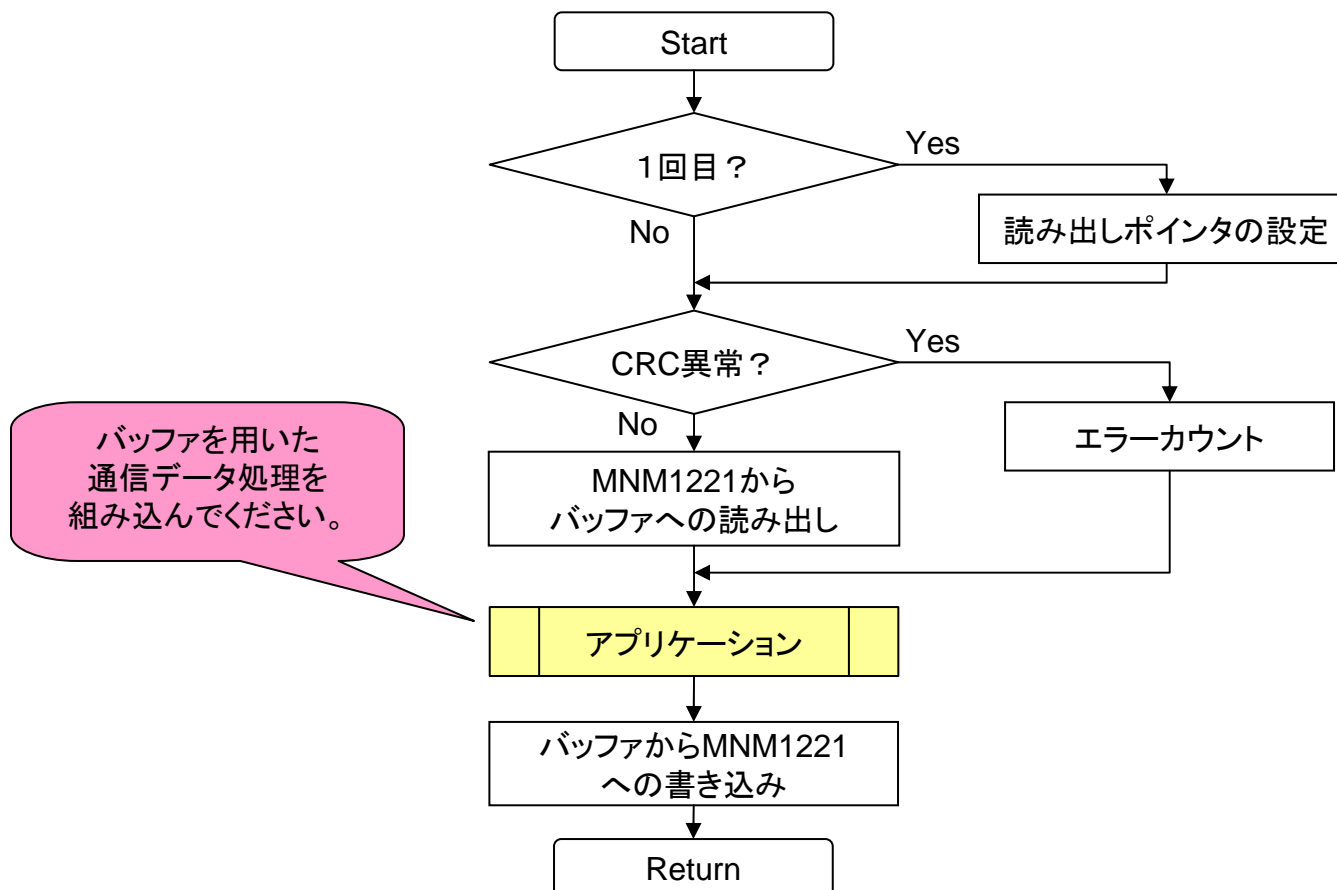 Start
１回目？
Yes
No
読み出しポインタの設定
CRC異常？
Yes
No
エラーカウント
バッファを用いた
通信データ処理を
組み込んでください。
MNM1221から
バッファへの読み出し
アプリケーション
バッファからMNM1221
への書き込み
Return